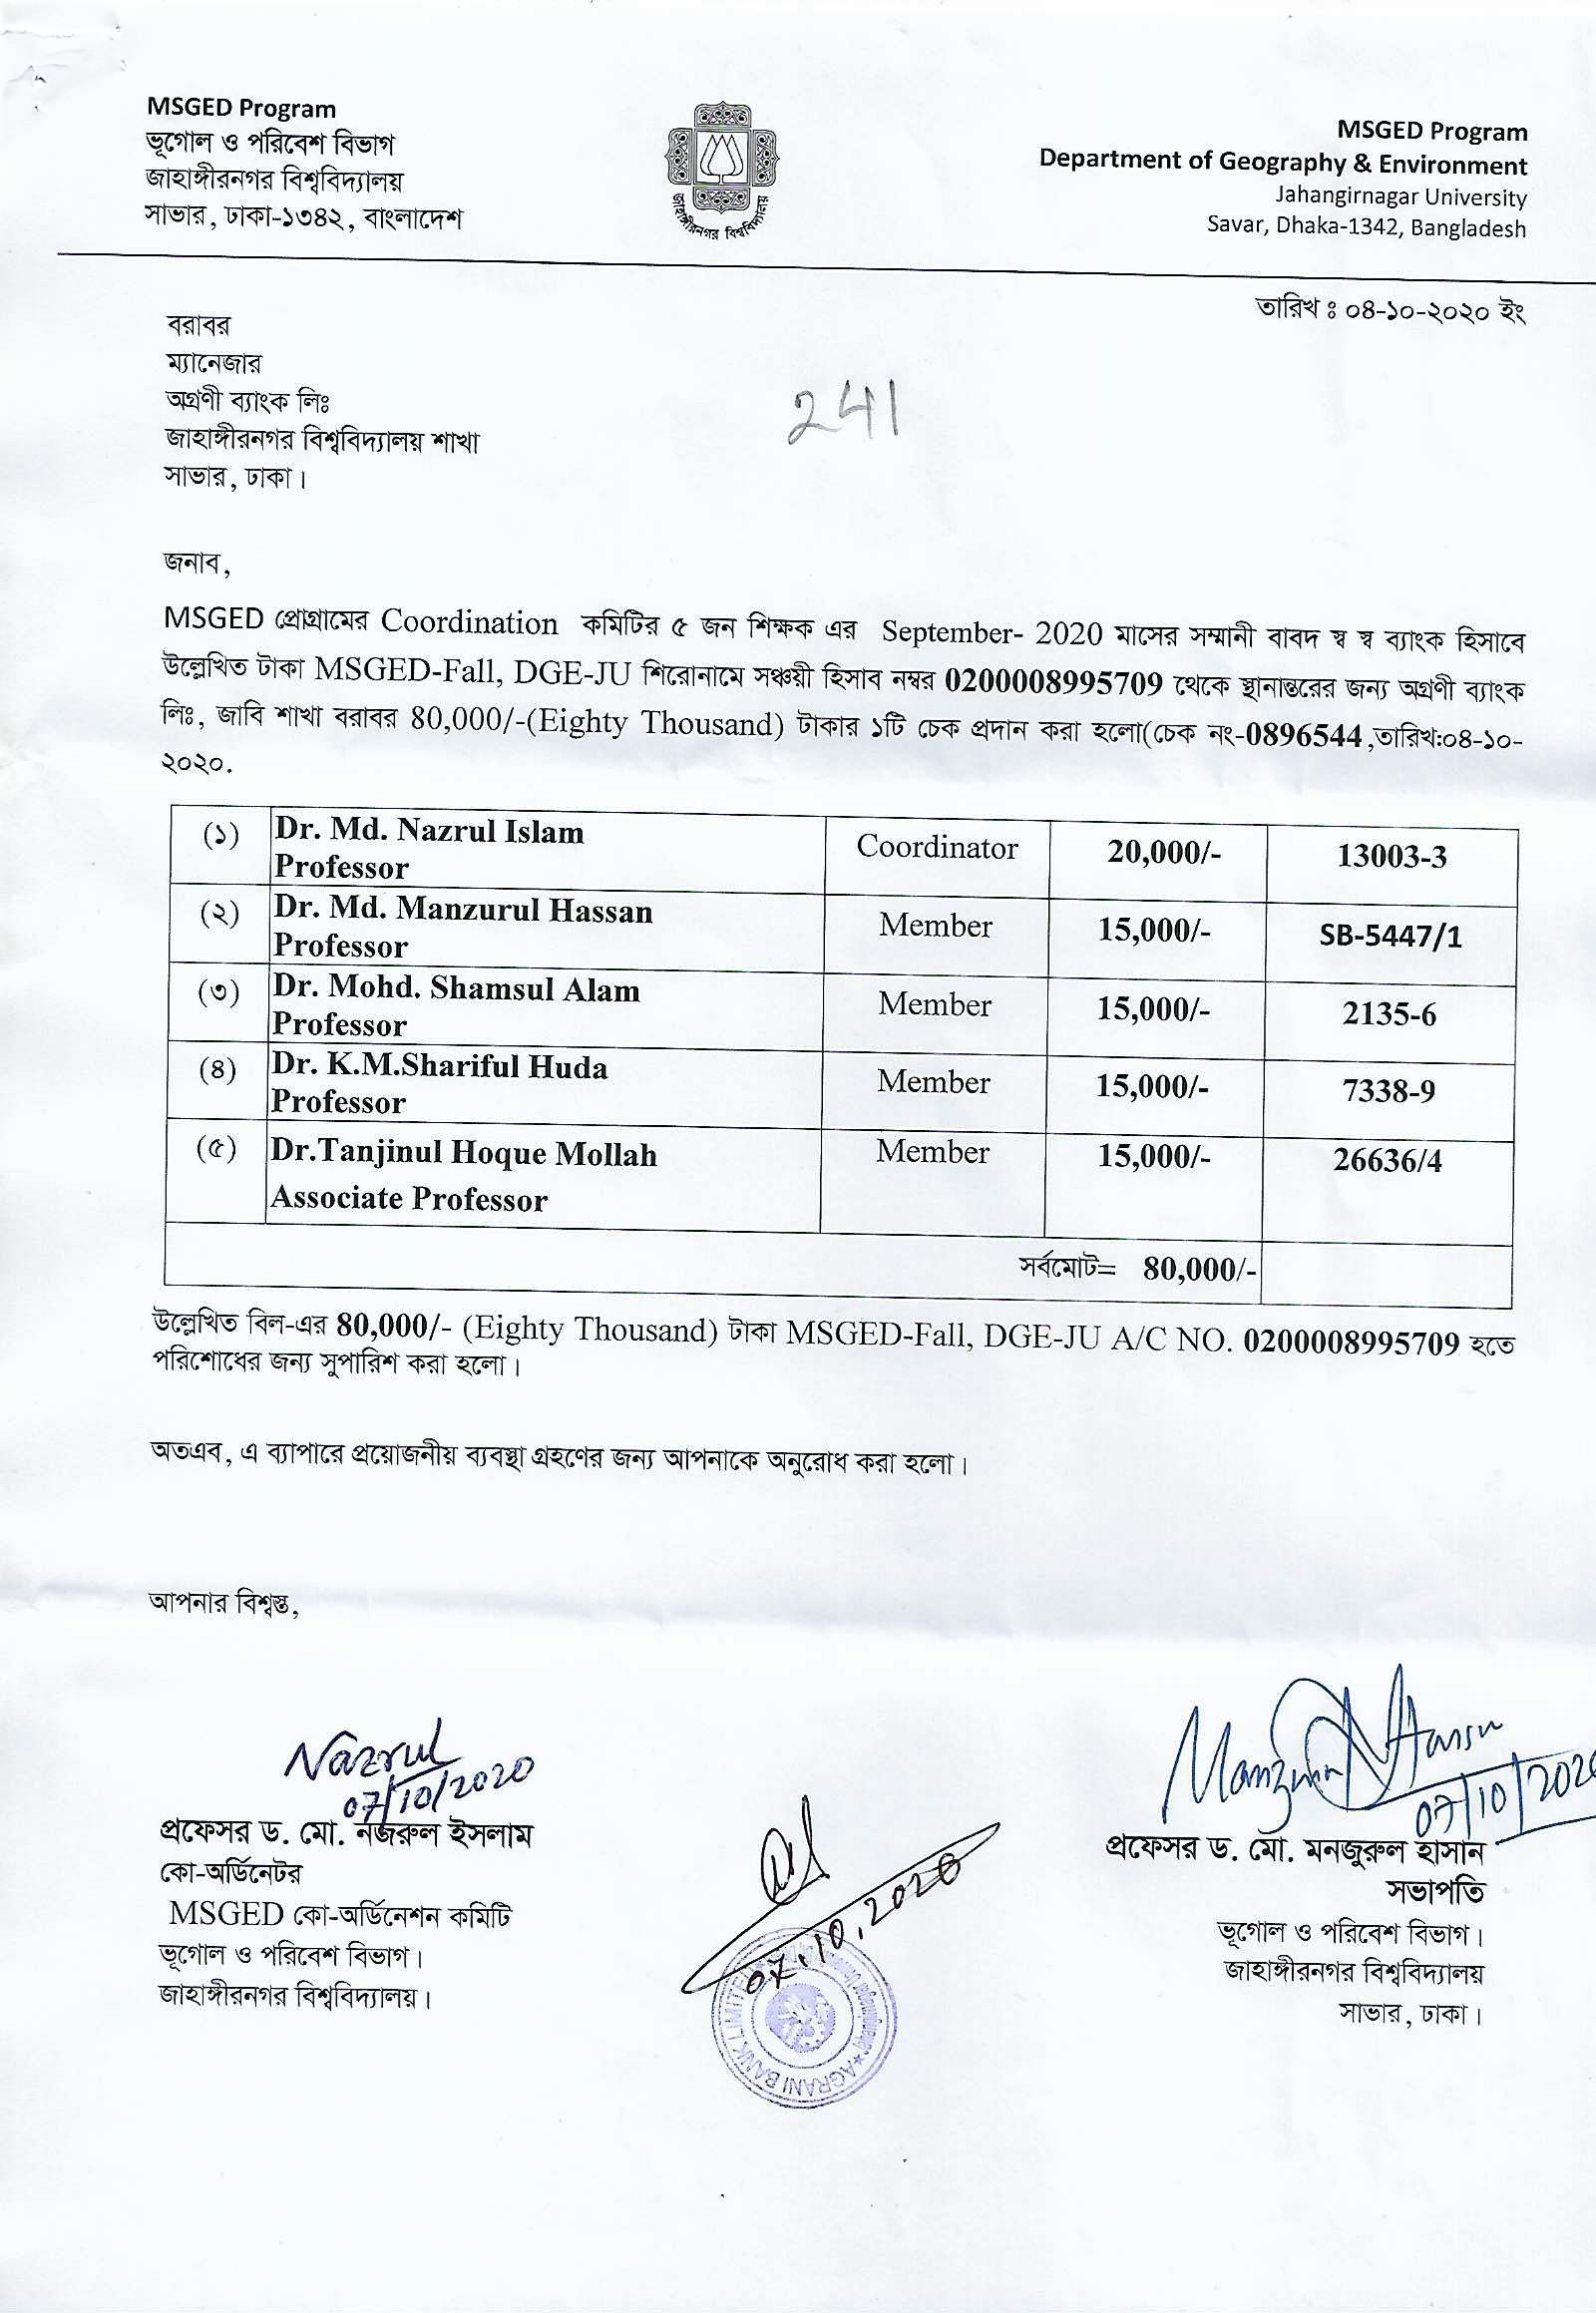 MSGED Program
ভূগোল ও পরিবেশ বিভাগ
জাহাঙ্গীরনগর বিশ্ববিদ্যালয়
সাভার, ঢাকা-১৩৪২, বাংলাদেশ
জাহাঙ্গীরনগর বিশ্ববিদ্যালয়
MSGED Program
Department of Geography & Environment
Jahangirnagar University
Savar, Dhaka-1342, Bangladesh
তারিখ ঃ ০৪-১০-২০২০ ইং
বরাবর
ম্যানেজার
অগ্রণী ব্যাংক লিঃ
জাহাঙ্গীরনগর বিশ্ববিদ্যালয় শাখা
সাভার, ঢাকা।
241
জনাব,
MSGED প্রোগ্রামের Coordination কমিটির ৫ জন শিক্ষক এর September- 2020 মাসের সম্মানী বাবদ স্ব স্ব ব্যাংক হিসাবে
উল্লেখিত টাকা MSGED-Fall, DGE-JU শিরোনামে সঞ্চয়ী হিসাব নম্বর 0200008995709 থেকে স্থানান্তরের জন্য অগ্রণী ব্যাংক
লিঃ, জাবি শাখা বরাবর 80,000/-(Eighty Thousand) টাকার ১টি চেক প্রদান করা হলো(চেক নং-0896544,তারিখ:০৪-১০-
২০২০.
(১) Dr. Md. Nazrul Islam Coordinator 20,000/- 13003-3
Professor
(২) Dr. Md. Manzurul Hassan Member 15,000/- SB-5447/1
Professor
(৩) Dr. Mohd. Shamsul Alam Member 15,000/- 2135-6
Professor
(৪) Dr. K.M.Shariful Huda Member 15,000/- 7338-9
Professor
(৫) Dr.Tanjinul Hoque Mollah Member 15,000/- 26636/4
Associate Professor
সর্বমোট= 80,000/-
উল্লেখিত বিল-এর 80,000/- (Eighty Thousand) টাকা MSGED-Fall, DGE-JU A/C NO. 0200008995709 হতে
পরিশোধের জন্য সুপারিশ করা হলো।
অতএব, এ ব্যাপারে প্রয়োজনীয় ব্যবস্থা গ্রহণের জন্য আপনাকে অনুরোধ করা হলো।
আপনার বিশ্বস্ত,
Nazrul
07/10/2020
প্রফেসর ড. মো. নজরুল ইসলাম
কো-অর্ডিনেটর
MSGED কো-অর্ডিনেশন কমিটি
ভূগোল ও পরিবেশ বিভাগ।
জাহাঙ্গীরনগর বিশ্ববিদ্যালয়।
07.10.2020
AGRANI BANK LIMITED
07/10/2020
প্রফেসর ড. মো. মনজুরুল হাসান
সভাপতি
ভূগোল ও পরিবেশ বিভাগ।
জাহাঙ্গীরনগর বিশ্ববিদ্যালয়
সাভার, ঢাকা।